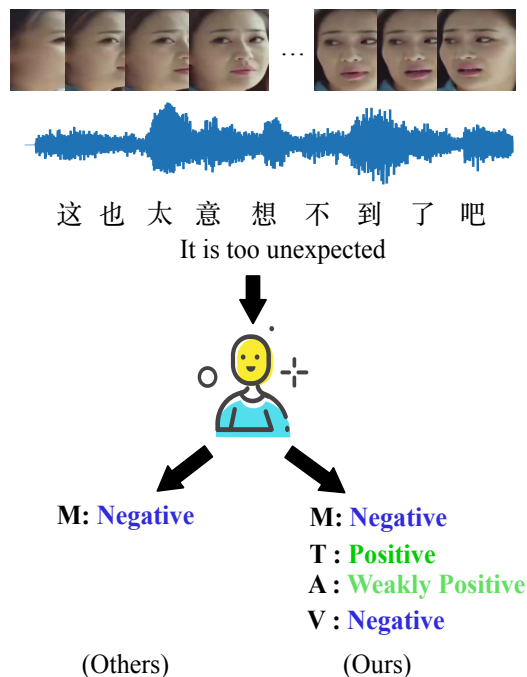 ...
这 也 太 意 想 不 到 了 吧
It is too unexpected
M: Negative
M: Negative
T : Positive
A : Weakly Positive
V : Negative
(Others)
(Ours)